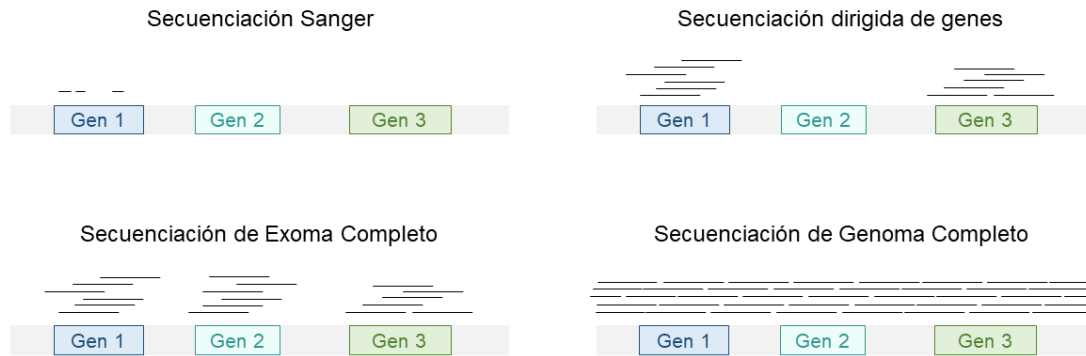 Secuenciación Sanger
Gen 1
Gen 2
Gen 3
Secuenciación dirigida de genes
Gen 1
Gen 2
Gen 3
Secuenciación de Exoma Completo
Gen 1
Gen 2
Gen 3
Secuenciación de Genoma Completo
Gen 1
Gen 2
Gen 3